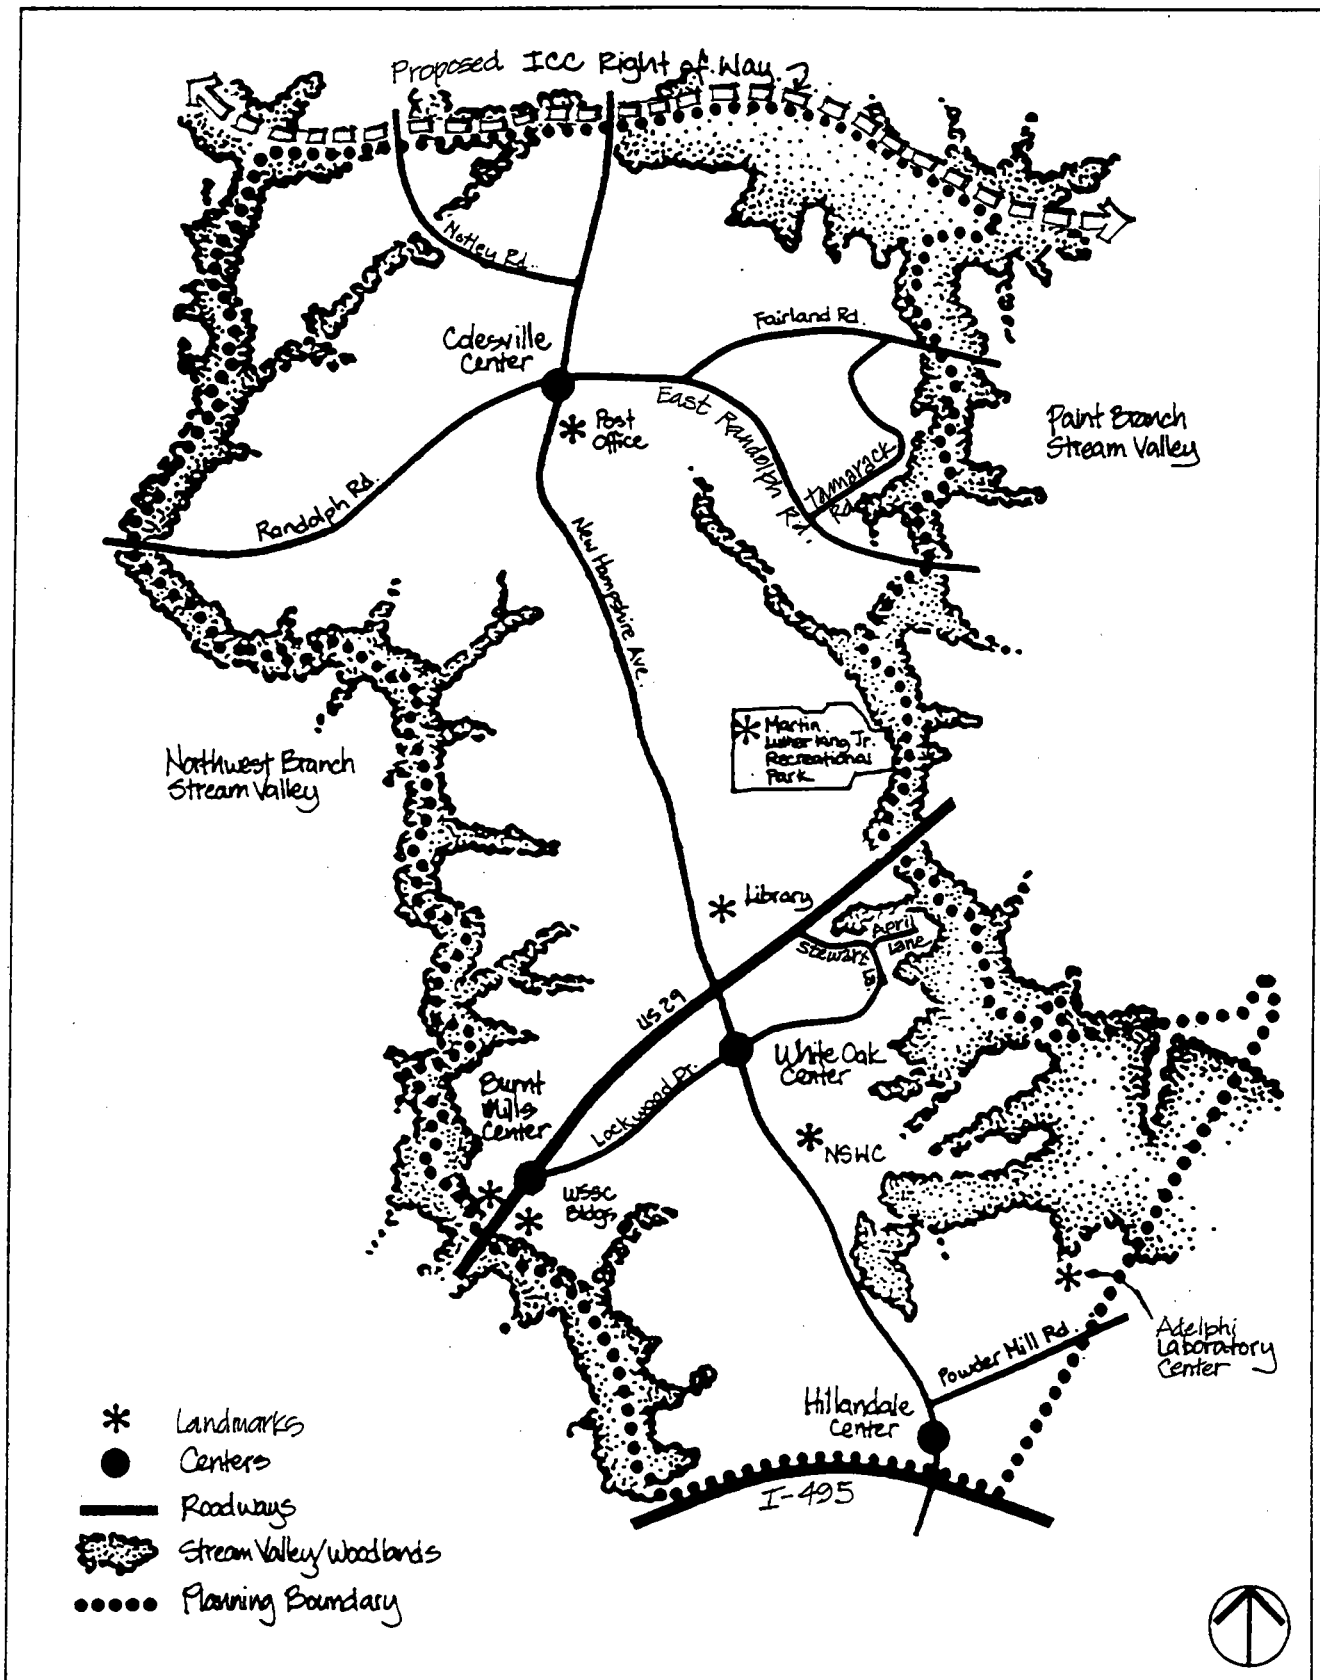 Proposed ICC Right of Way
Notley Rd.
Fairland Rd.
Colesville
Center
Post
Office
East Randolph Rd.
Tamarack
Rd.
Paint Branch
Stream Valley
Randolph Rd.
New Hampshire Ave.
Martin
Luther King Jr.
Recreational
Park
Northwest Branch
Stream Valley
Library
April
Lane
Stewart
Ln
US 29
White Oak
Center
Burnt
Mills
Center
Lockwood Dr.
NSWC
WSSC
Bldgs
Adelphi
Laboratory
Center
Powder Mill Rd.
Hillandale
Center
I-495
Landmarks
Centers
Roadways
Stream Valley/Woodlands
Planning Boundary